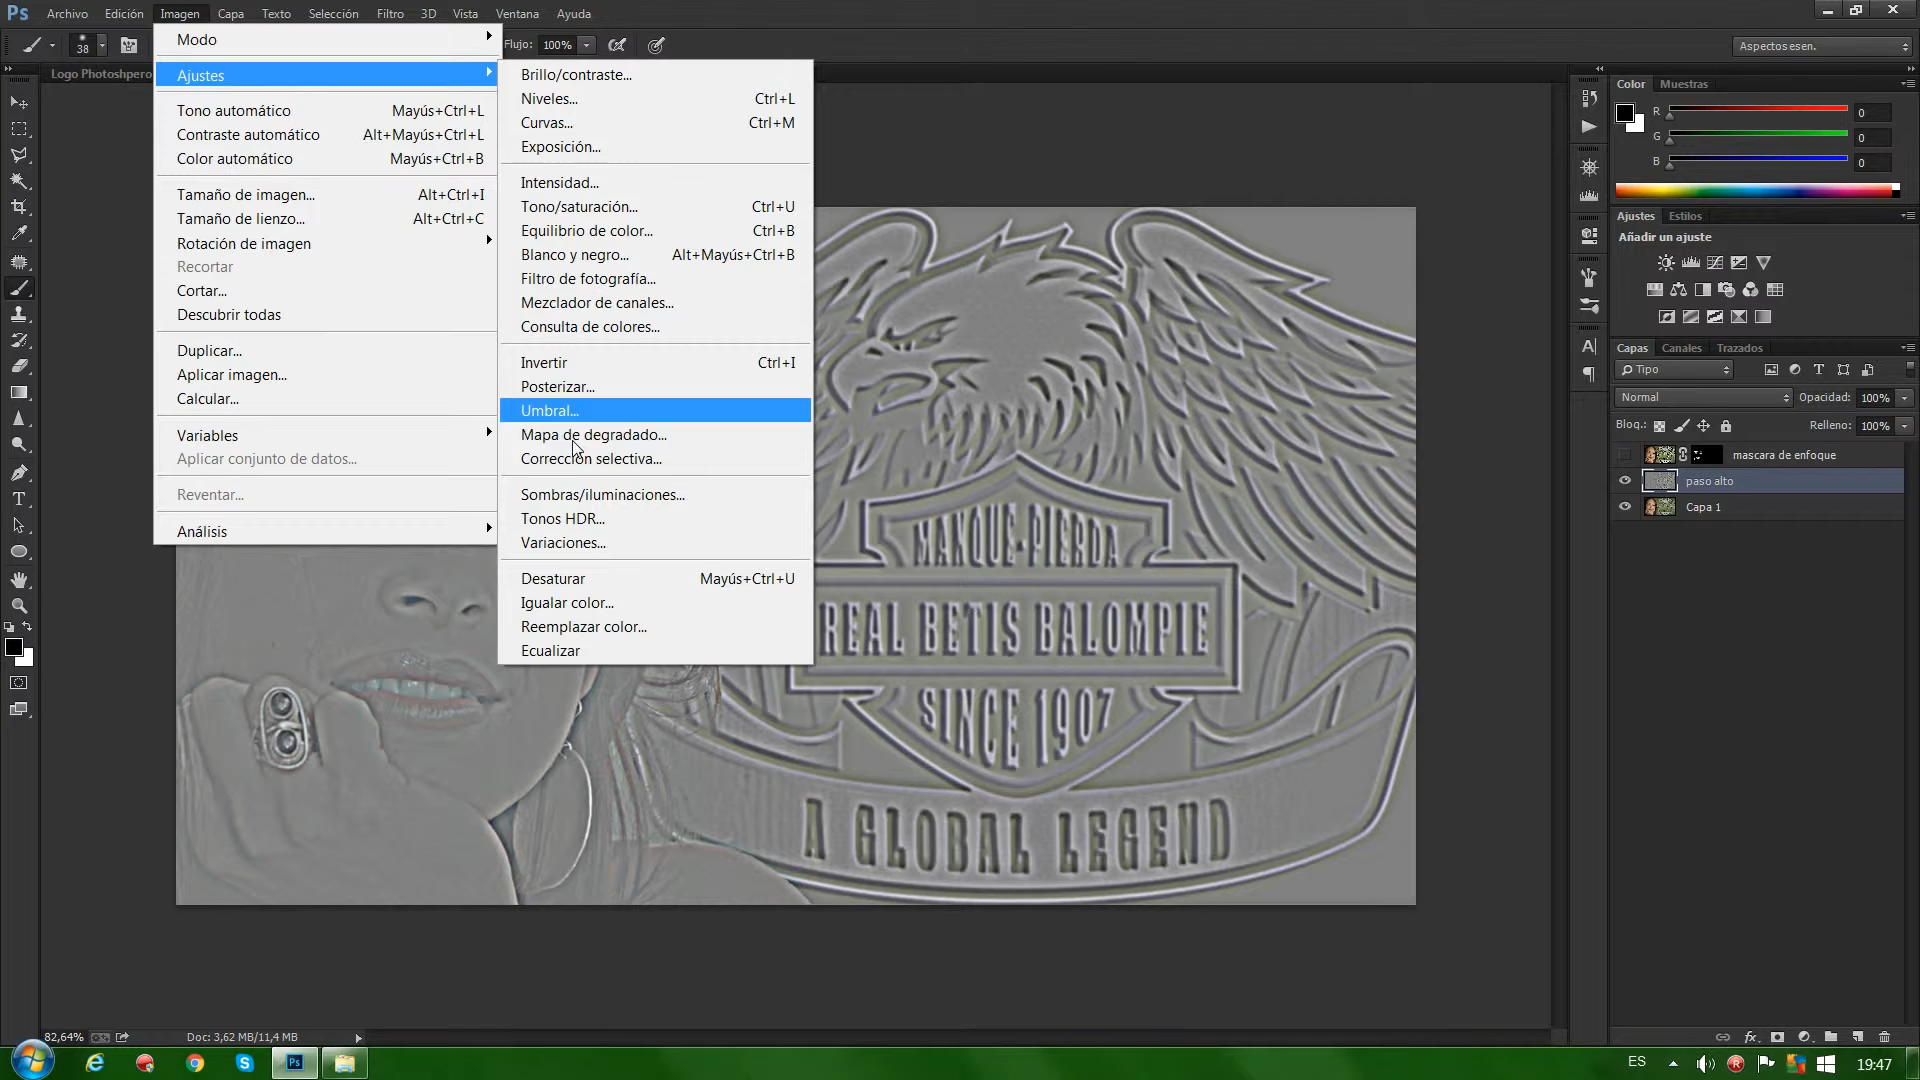 Ps Archivo Edición Imagen Capa Texto Selección Filtro 3D Vista Ventana Ayuda
38 Flujo: 100% Aspectos esen.
Logo Photoshpero
Modo
Ajustes
Tono automático Mayús+Ctrl+L
Contraste automático Alt+Mayús+Ctrl+L
Color automático Mayús+Ctrl+B
Tamaño de imagen... Alt+Ctrl+I
Tamaño de lienzo... Alt+Ctrl+C
Rotación de imagen
Recortar
Cortar...
Descubrir todas
Duplicar...
Aplicar imagen...
Calcular...
Variables
Aplicar conjunto de datos...
Reventar...
Análisis
Brillo/contraste...
Niveles... Ctrl+L
Curvas... Ctrl+M
Exposición...
Intensidad...
Tono/saturación... Ctrl+U
Equilibrio de color... Ctrl+B
Blanco y negro... Alt+Mayús+Ctrl+B
Filtro de fotografía...
Mezclador de canales...
Consulta de colores...
Invertir Ctrl+I
Posterizar...
Umbral...
Mapa de degradado...
Corrección selectiva...
Sombras/iluminaciones...
Tonos HDR...
Variaciones...
Desaturar Mayús+Ctrl+U
Igualar color...
Reemplazar color...
Ecualizar
MANQUE-PIERDA
REAL BETIS BALOMPIE
SINCE 1907
A GLOBAL LEGEND
Color Muestras
R 0
G 0
B 0
Ajustes Estilos
Añadir un ajuste
Capas Canales Trazados
Tipo
Normal Opacidad: 100%
Bloq.: Relleno: 100%
mascara de enfoque
paso alto
Capa 1
82,64% Doc: 3,62 MB/11,4 MB
ES 19:47